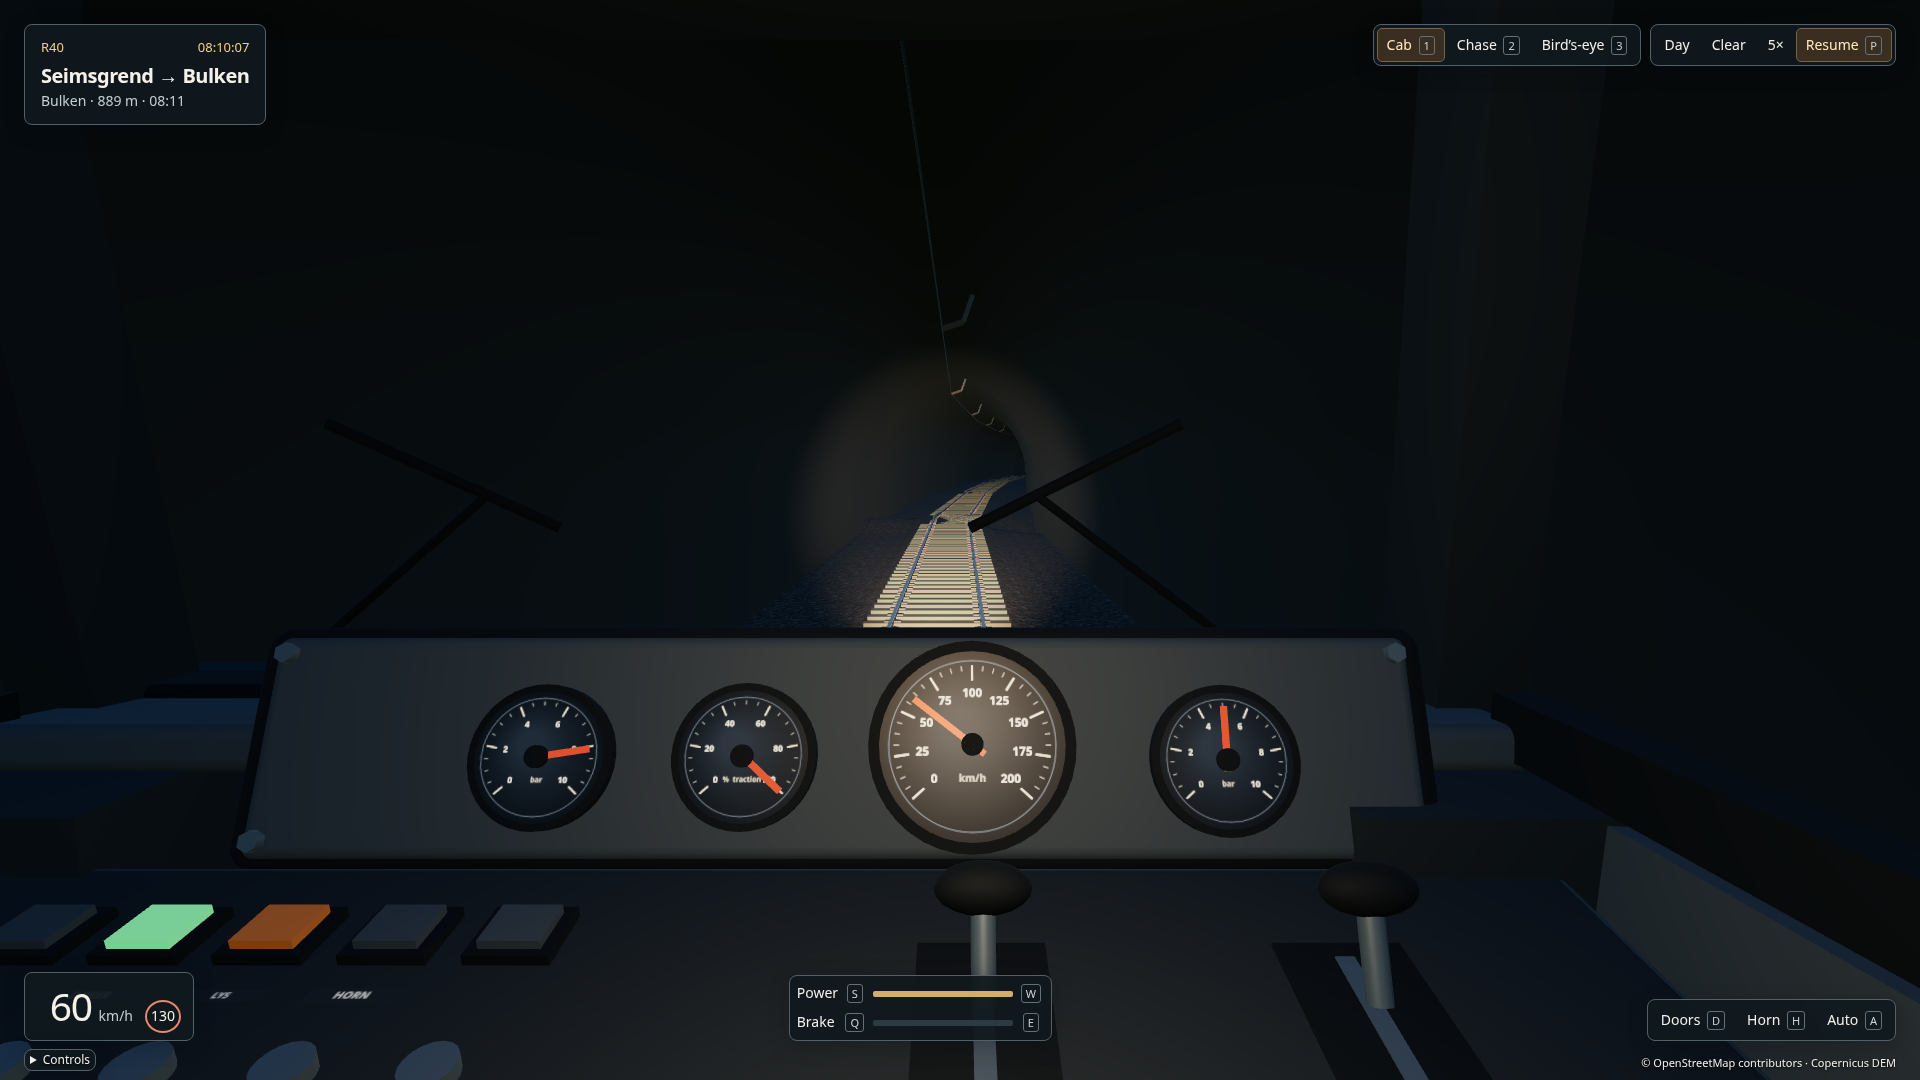 R40 08:10:07
Seimsgrend → Bulken
Bulken · 889 m · 08:11
Cab 1 Chase 2 Bird's-eye 3
Day Clear 5× Resume P
0 2 4 6 10 bar
0 20 40 60 80 % traction
0 25 50 75 100 125 150 175 200 km/h
0 2 4 6 8 10 bar
LYS
HORN
60 km/h 130
Power S W
Brake Q E
Doors D Horn H Auto A
▶ Controls
© OpenStreetMap contributors · Copernicus DEM